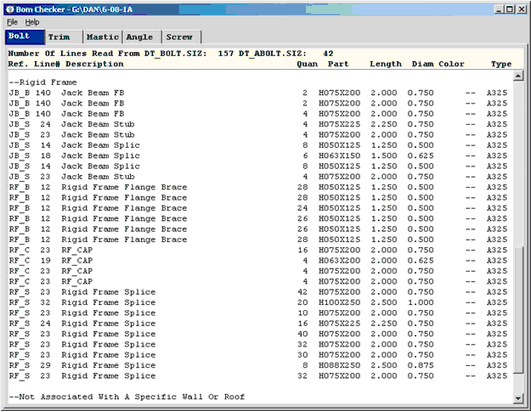 Bom Checker - G:\DAN\6-08-1A
File Help
Bolt Trim Mastic Angle Screw
Number Of Lines Read From DT_BOLT.SIZ: 157 DT_ABOLT.SIZ: 42
Ref. Line# Description Quan Part Length Diam Color Type
--Rigid Frame
JB_B 140 Jack Beam FB 2 H075X200 2.000 0.750 -- A325
JB_B 140 Jack Beam FB 2 H075X200 2.000 0.750 -- A325
JB_B 140 Jack Beam FB 4 H075X200 2.000 0.750 -- A325
JB_S 24 Jack Beam Stub 4 H075X225 2.250 0.750 -- A325
JB_S 23 Jack Beam Stub 4 H075X200 2.000 0.750 -- A325
JB_S 14 Jack Beam Splic 8 H050X125 1.250 0.500 -- A325
JB_S 18 Jack Beam Splic 6 H063X150 1.500 0.625 -- A325
JB_S 14 Jack Beam Splic 8 H050X125 1.250 0.500 -- A325
JB_S 23 Jack Beam Stub 4 H075X200 2.000 0.750 -- A325
RF_B 12 Rigid Frame Flange Brace 28 H050X125 1.250 0.500 -- A325
RF_B 12 Rigid Frame Flange Brace 28 H050X125 1.250 0.500 -- A325
RF_B 12 Rigid Frame Flange Brace 24 H050X125 1.250 0.500 -- A325
RF_B 12 Rigid Frame Flange Brace 26 H050X125 1.250 0.500 -- A325
RF_B 12 Rigid Frame Flange Brace 26 H050X125 1.250 0.500 -- A325
RF_B 12 Rigid Frame Flange Brace 28 H050X125 1.250 0.500 -- A325
RF_C 23 RF_CAP 16 H075X200 2.000 0.750 -- A325
RF_C 19 RF_CAP 4 H063X200 2.000 0.625 -- A325
RF_C 23 RF_CAP 4 H075X200 2.000 0.750 -- A325
RF_C 23 RF_CAP 4 H075X200 2.000 0.750 -- A325
RF_S 23 Rigid Frame Splice 42 H075X200 2.000 0.750 -- A325
RF_S 32 Rigid Frame Splice 20 H100X250 2.500 1.000 -- A325
RF_S 23 Rigid Frame Splice 10 H075X200 2.000 0.750 -- A325
RF_S 24 Rigid Frame Splice 16 H075X225 2.250 0.750 -- A325
RF_S 23 Rigid Frame Splice 40 H075X200 2.000 0.750 -- A325
RF_S 23 Rigid Frame Splice 32 H075X200 2.000 0.750 -- A325
RF_S 23 Rigid Frame Splice 30 H075X200 2.000 0.750 -- A325
RF_S 29 Rigid Frame Splice 8 H088X250 2.500 0.875 -- A325
RF_S 23 Rigid Frame Splice 32 H075X200 2.000 0.750 -- A325
--Not Associated With A Specific Wall Or Roof